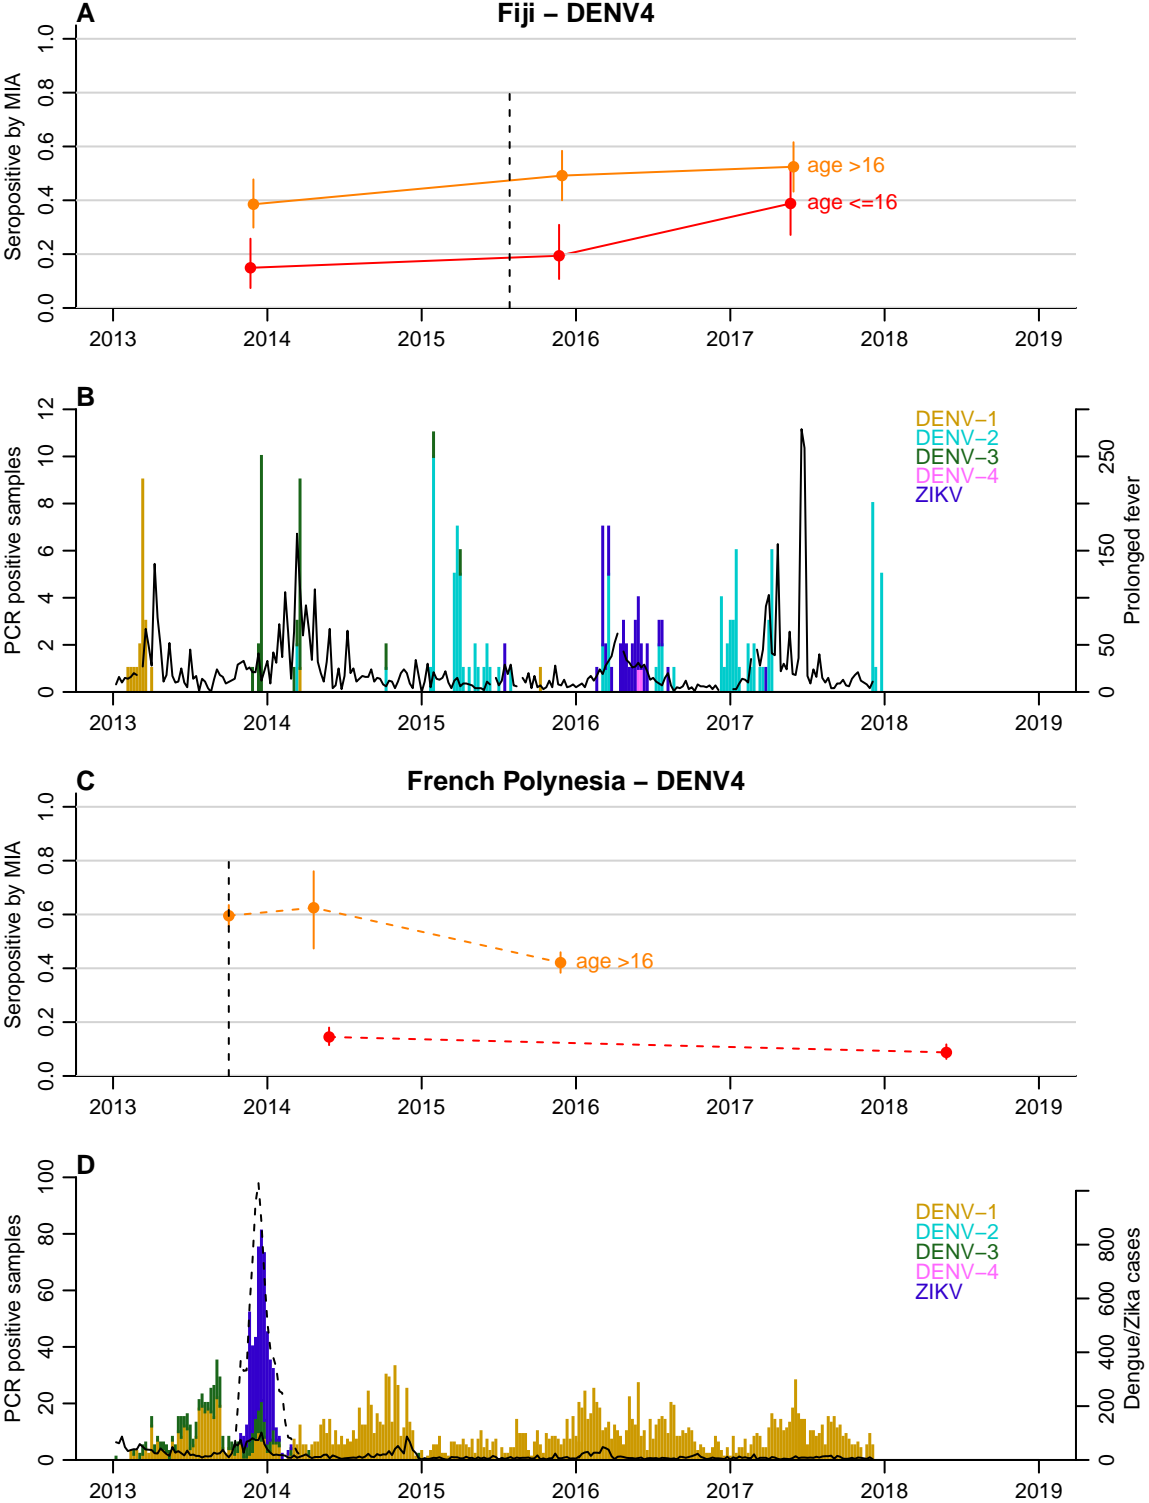 A
Fiji – DENV4
Seropositive by MIA
0.0 0.2 0.4 0.6 0.8 1.0
age >16
age <=16
2013 2014 2015 2016 2017 2018 2019
B
PCR positive samples
0 2 4 6 8 10 12
DENV−1
DENV−2
DENV−3
DENV−4
ZIKV
0 50 150 250
Prolonged fever
2013 2014 2015 2016 2017 2018 2019
C
French Polynesia – DENV4
Seropositive by MIA
0.0 0.2 0.4 0.6 0.8 1.0
age >16
2013 2014 2015 2016 2017 2018 2019
D
PCR positive samples
0 20 40 60 80 100
DENV−1
DENV−2
DENV−3
DENV−4
ZIKV
0 200 400 600 800
Dengue/Zika cases
2013 2014 2015 2016 2017 2018 2019